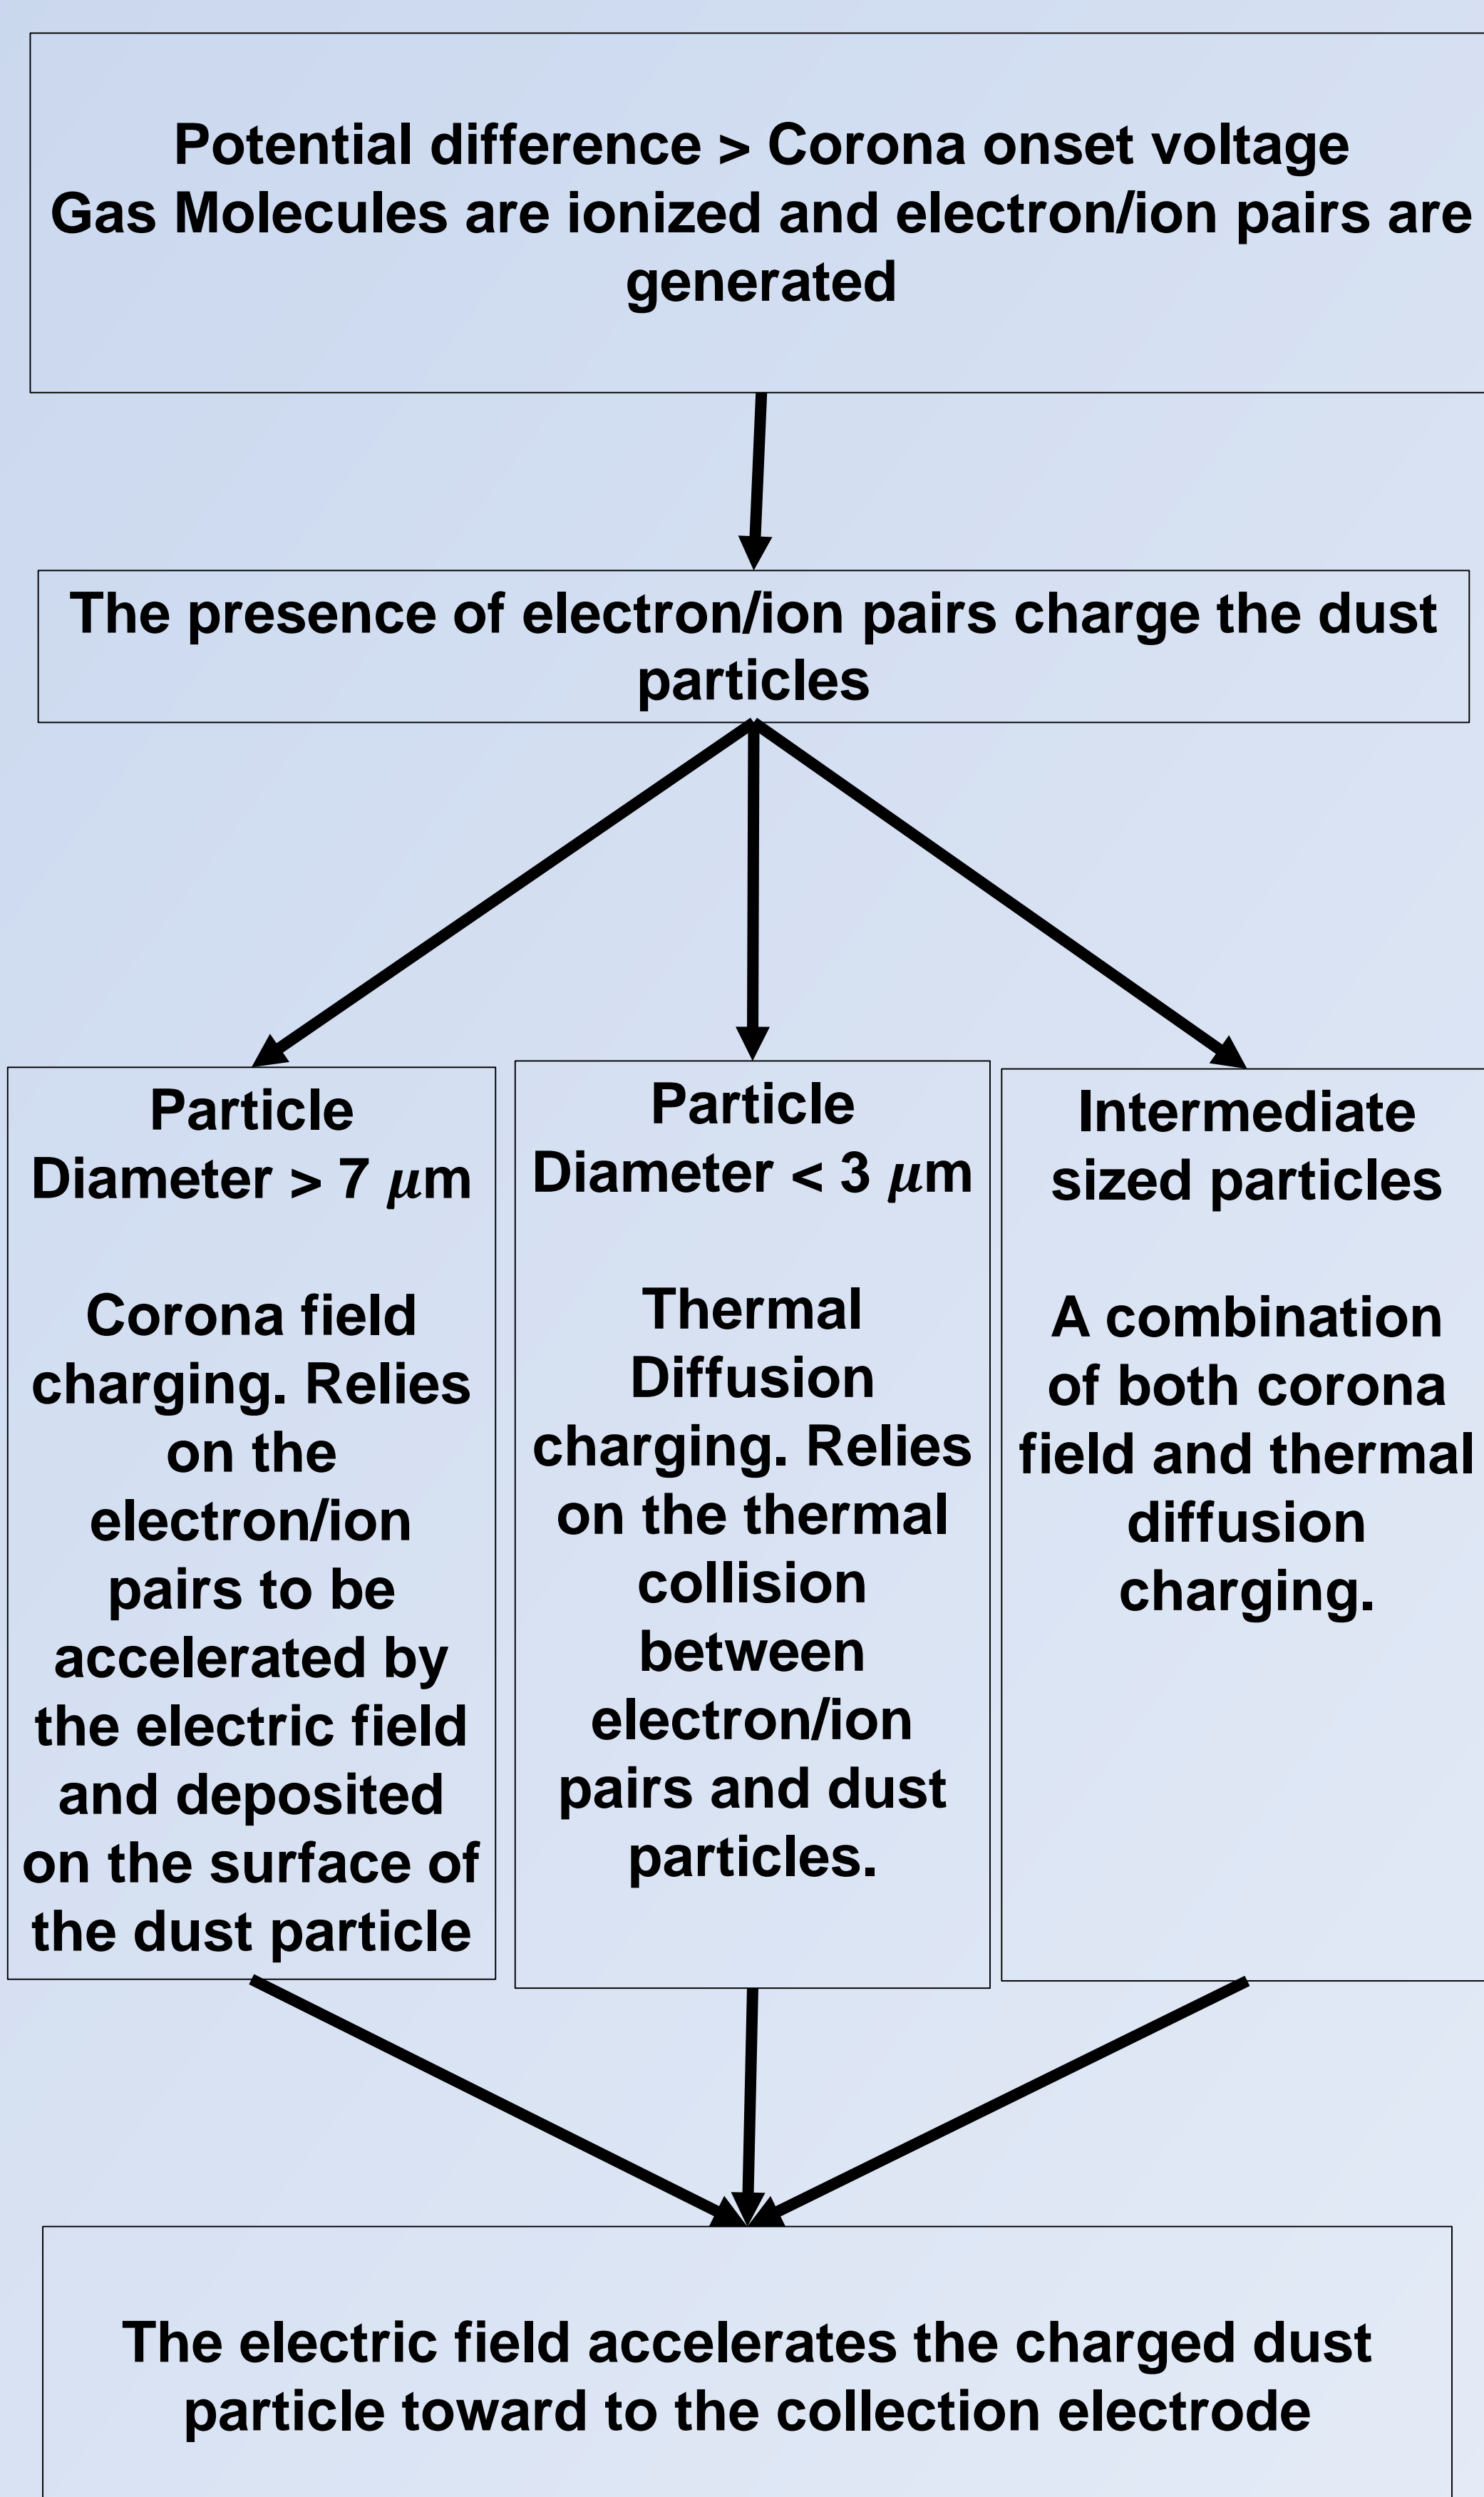 Potential difference > Corona onset voltage
Gas Molecules are ionized and electron/ion pairs are
generated
The presence of electron/ion pairs charge the dust
particles
Particle
Diameter > 7 μm
Corona field
charging. Relies
on the
electron/ion
pairs to be
accelerated by
the electric field
and deposited
on the surface of
the dust particle
Particle
Diameter < 3 μm
Thermal
Diffusion
charging. Relies
on the thermal
collision
between
electron/ion
pairs and dust
particles.
Intermediate
sized particles
A combination
of both corona
field and thermal
diffusion
charging.
The electric field accelerates the charged dust
particle toward to the collection electrode